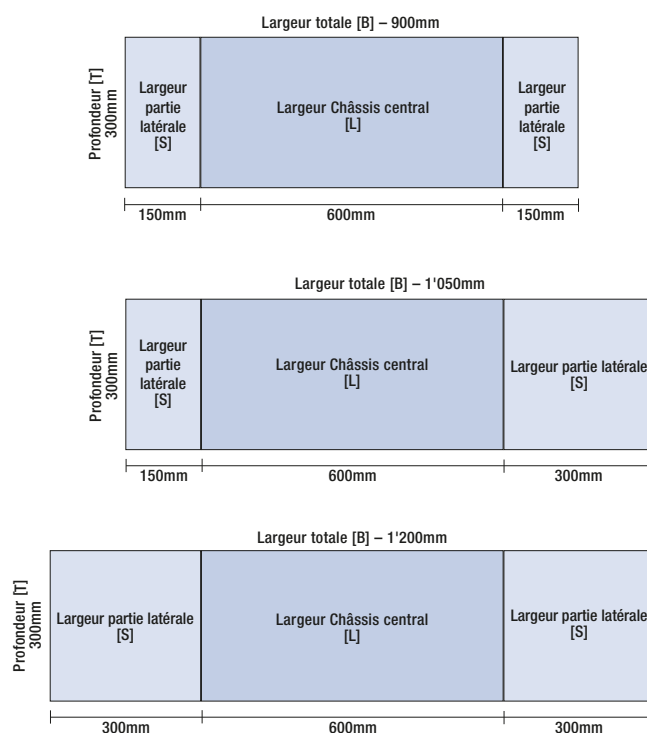 Largeur totale [B] – 900mm
Profondeur [T]
300mm
Largeur
partie
latérale
[S]
Largeur Châssis central
[L]
Largeur
partie
latérale
[S]
150mm
600mm
150mm
Largeur totale [B] – 1'050mm
Profondeur [T]
300mm
Largeur
partie
latérale
[S]
Largeur Châssis central
[L]
Largeur partie latérale
[S]
150mm
600mm
300mm
Largeur totale [B] – 1'200mm
Profondeur [T]
300mm
Largeur partie latérale
[S]
Largeur Châssis central
[L]
Largeur partie latérale
[S]
300mm
600mm
300mm